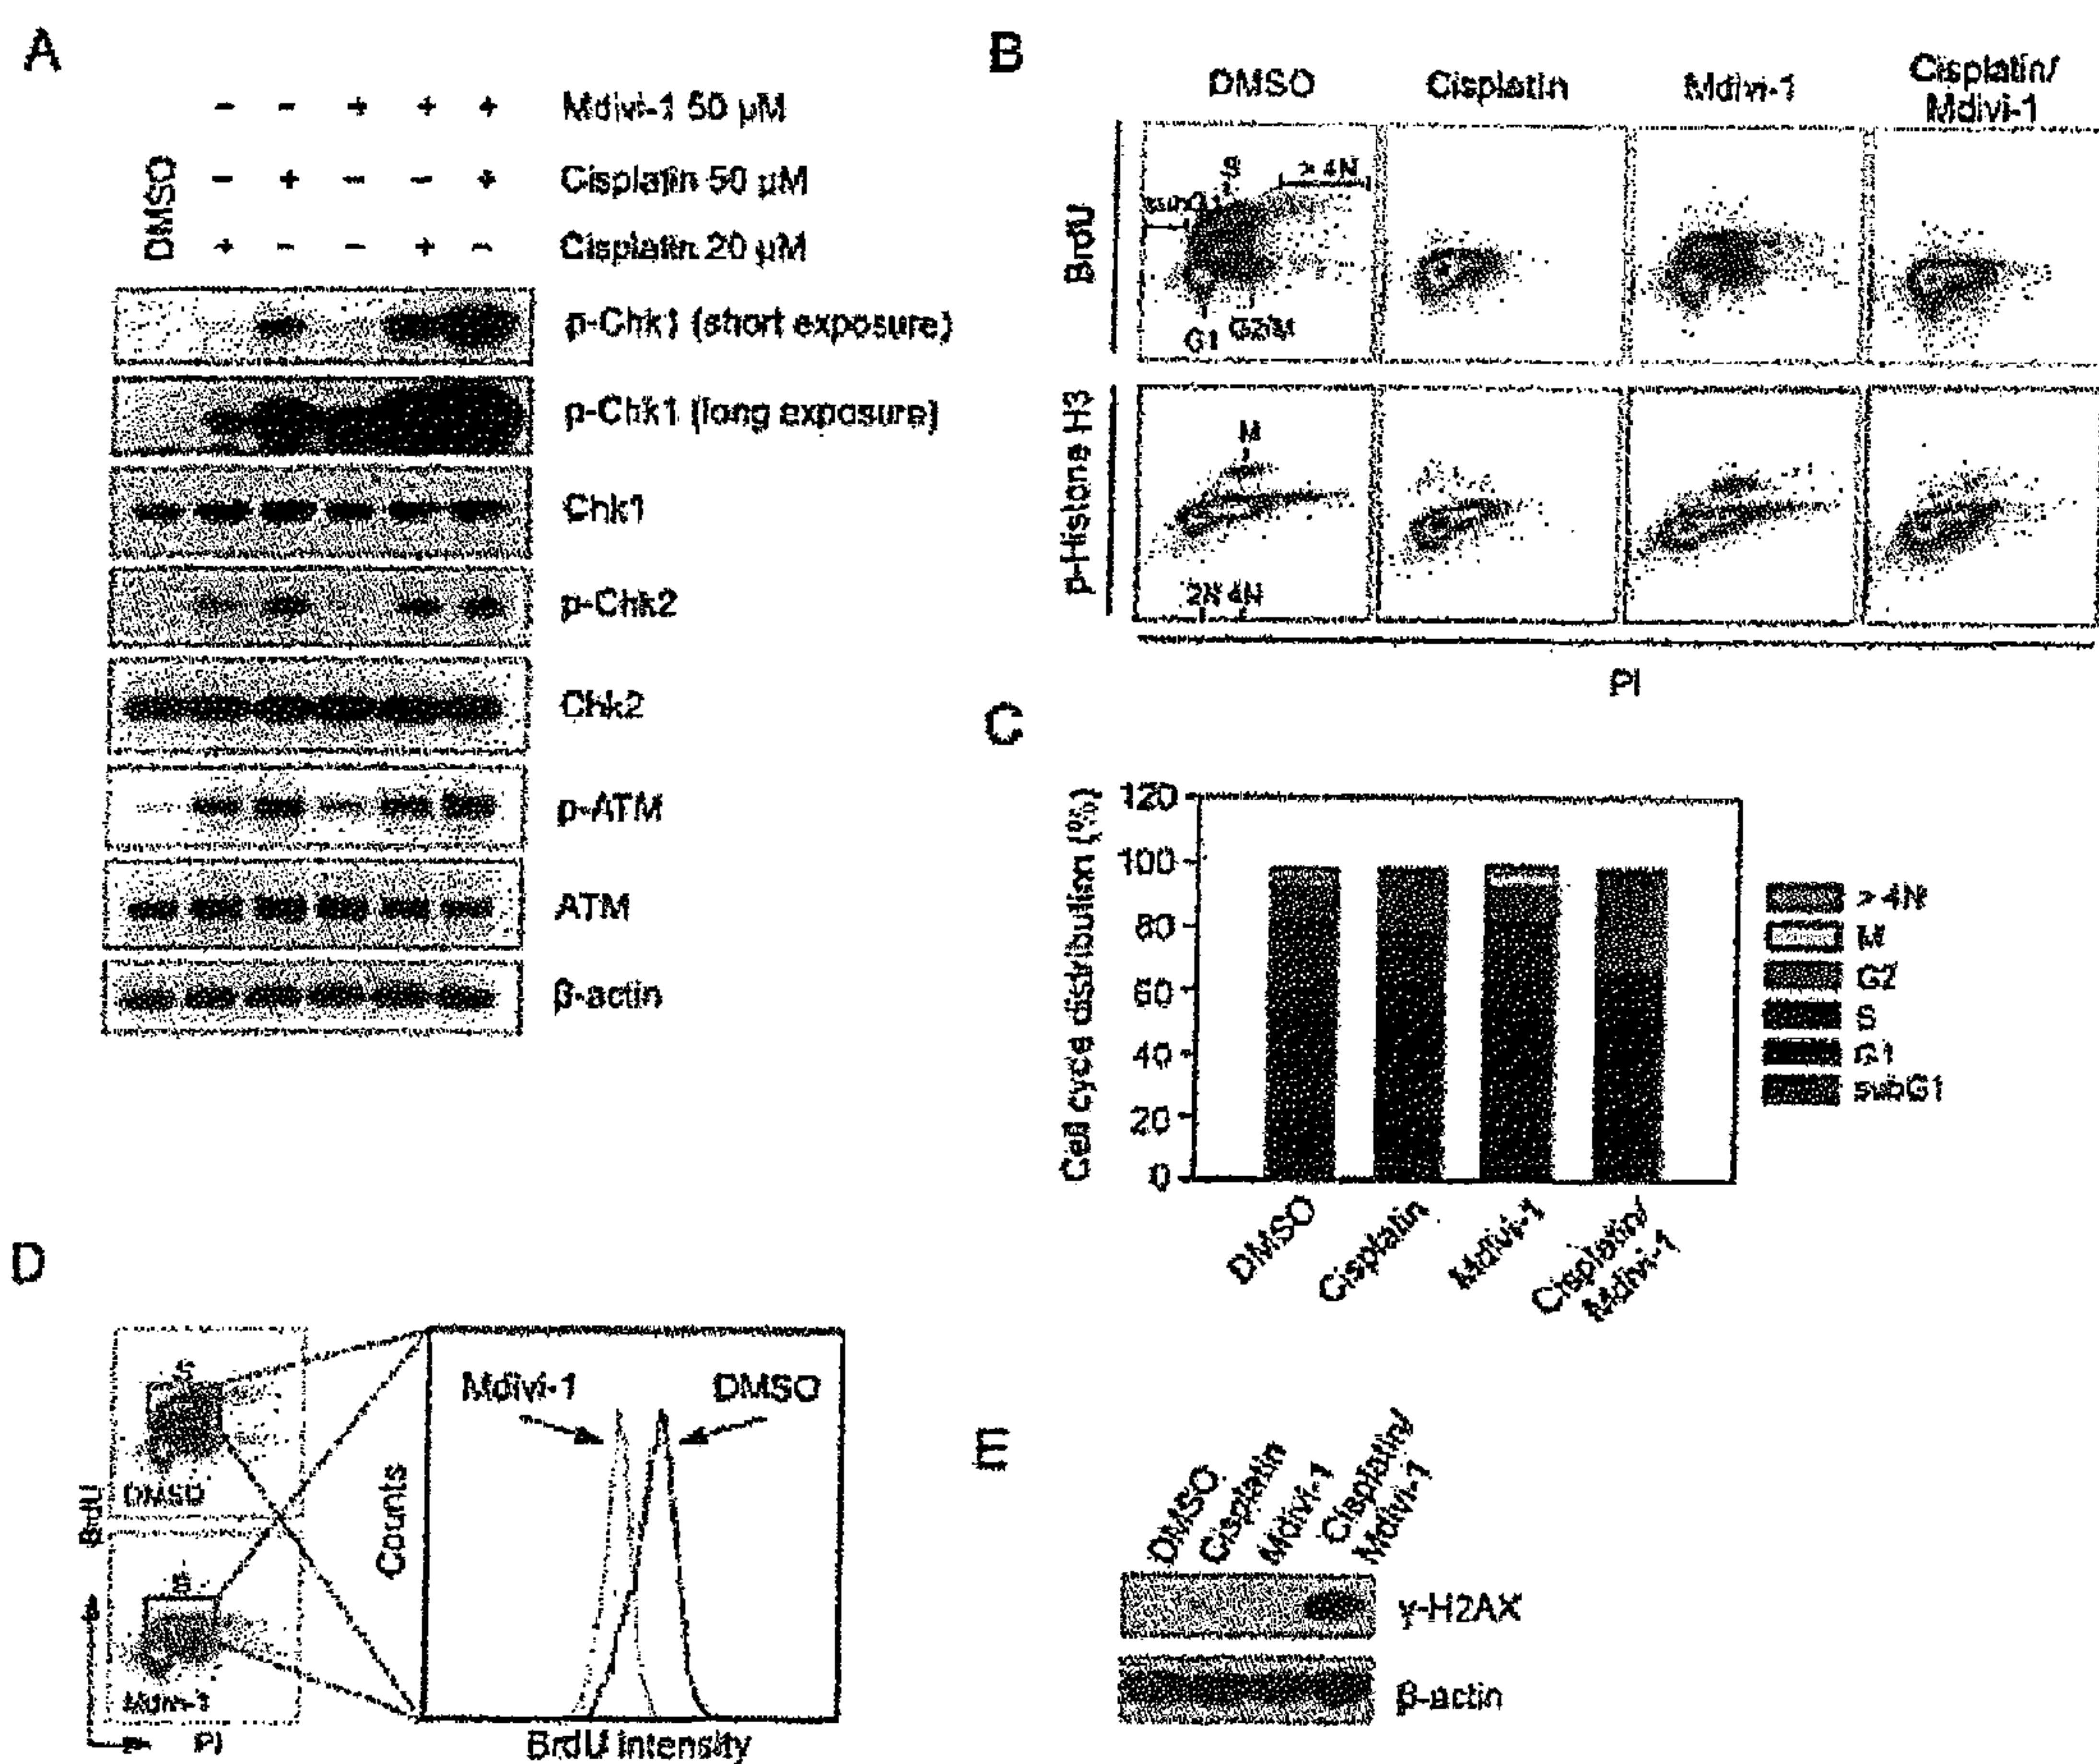 A
- - + + + Mdivi-1 50 µM
DMSO
- + - - + Cisplatin 50 µM
+ - - + - Cisplatin 20 µM
p-Chk1 (short exposure)
p-Chk1 (long exposure)
Chk1
p-Chk2
Chk2
p-ATM
ATM
β-actin
B
DMSO
Cisplatin
Mdivi-1
Cisplatin/
Mdivi-1
BrdU
subG1
S
> 4N
G1
G2/M
p-Histone H3
M
2N 4N
PI
C
Cell cycle distribution (%)
120
100
80
60
40
20
0
DMSO
Cisplatin
Mdivi-1
Cisplatin/
Mdivi-1
> 4N
M
G2
S
G1
subG1
D
BrdU
S
DMSO
S
Mdivi-1
PI
Counts
Mdivi-1
DMSO
BrdU intensity
E
DMSO
Cisplatin
Mdivi-1
Cisplatin/
Mdivi-1
γ-H2AX
β-actin